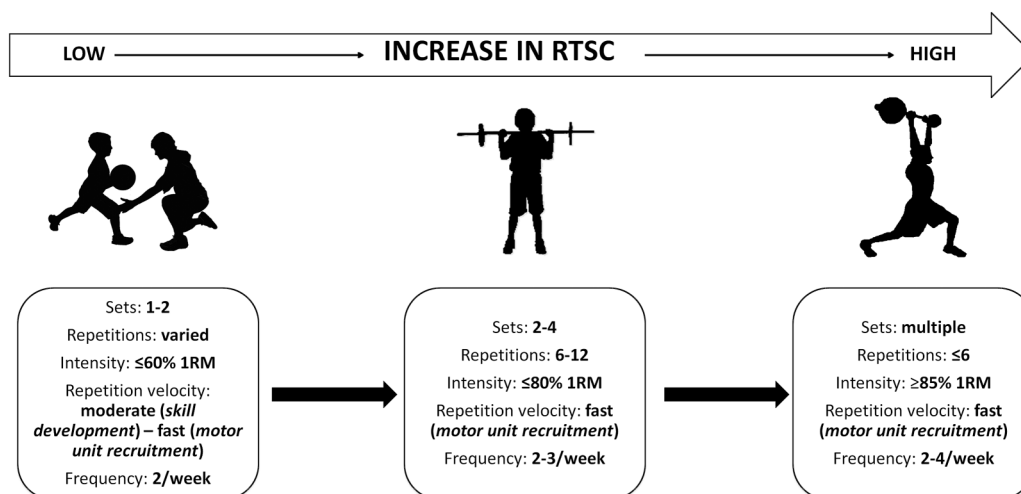 LOW INCREASE IN RTSC HIGH
Sets: 1-2
Repetitions: varied
Intensity: ≤60% 1RM
Repetition velocity:
moderate (skill
development) – fast (motor
unit recruitment)
Frequency: 2/week
Sets: 2-4
Repetitions: 6-12
Intensity: ≤80% 1RM
Repetition velocity: fast
(motor unit recruitment)
Frequency: 2-3/week
Sets: multiple
Repetitions: ≤6
Intensity: ≥85% 1RM
Repetition velocity: fast
(motor unit recruitment)
Frequency: 2-4/week